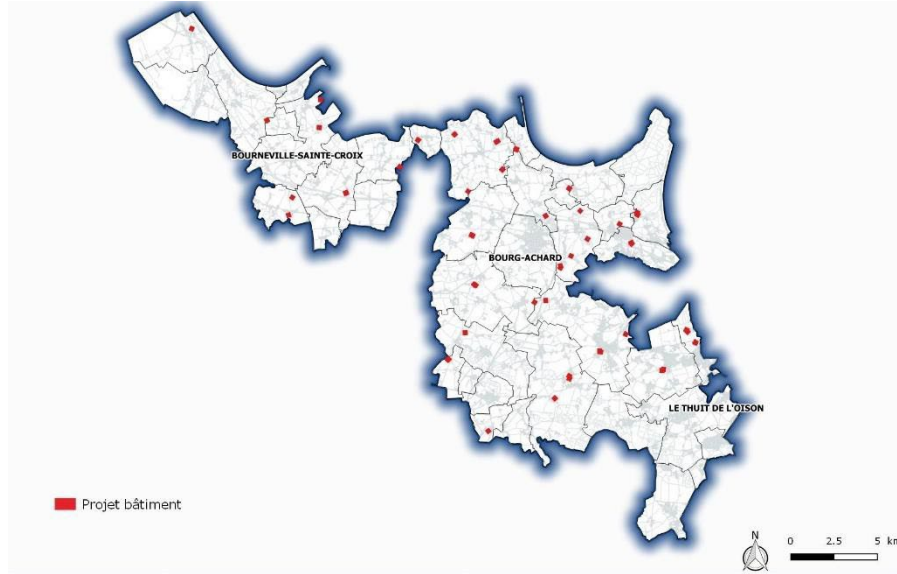 BOURNEVILLE-SAINTE-CROIX
BOURG-ACHARD
LE THUIT DE L'OISON
Projet bâtiment
N
0 2.5 5 km